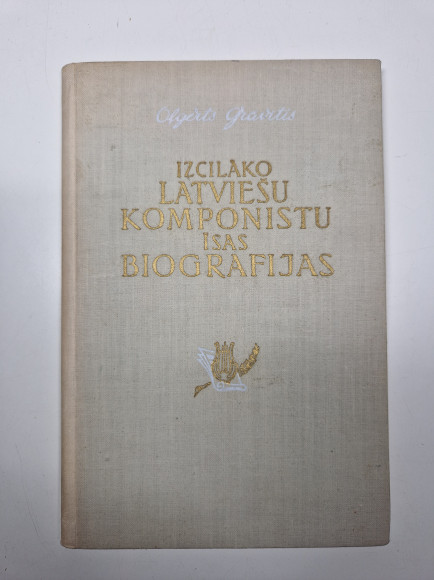 Oļģerts Grāvītis
IZCILĀKO
LATVIEŠU
KOMPONISTU
ĪSAS
BIOGRAFIJAS